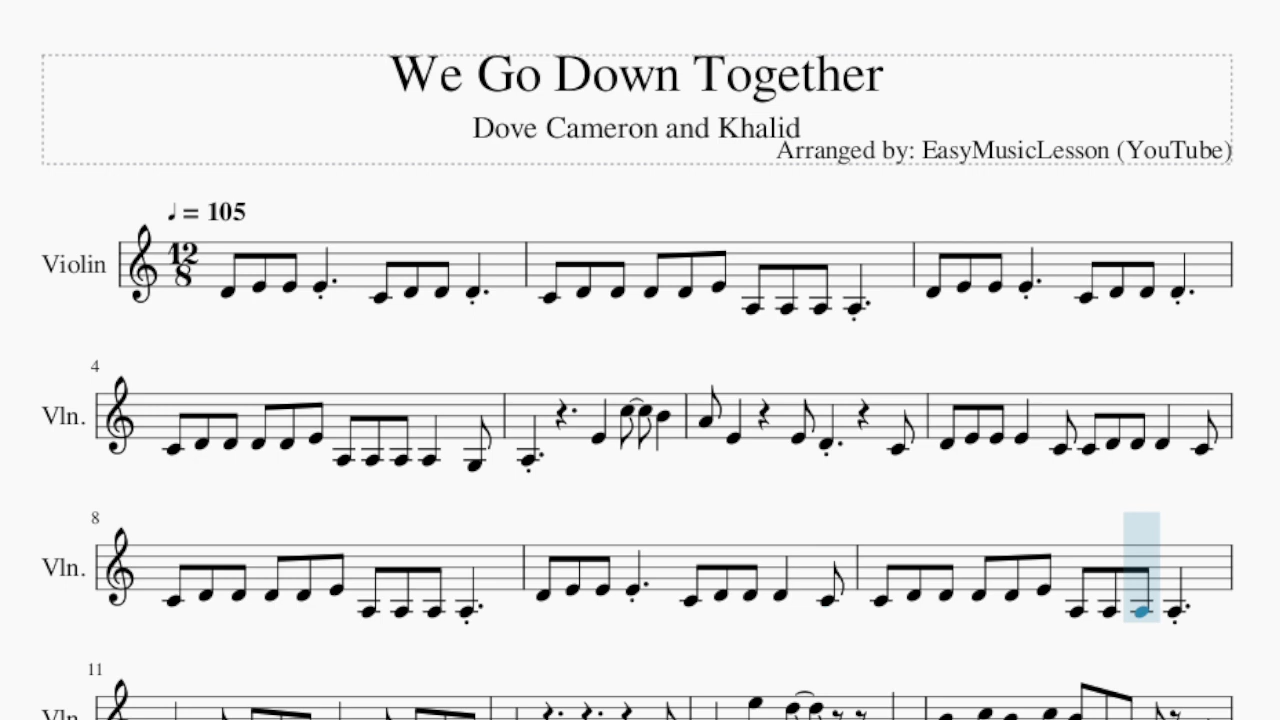 We Go Down Together
Dove Cameron and Khalid
Arranged by: EasyMusicLesson (YouTube)
♩ = 105
Violin
12
8
4
Vln.
8
Vln.
11
Vln.